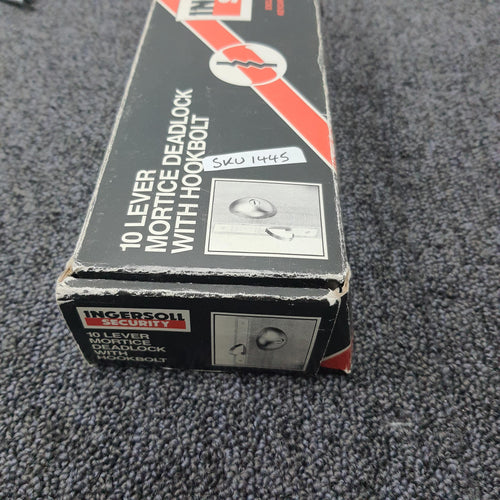 10 LEVER
MORTICE DEADLOCK
WITH HOOKBOLT
SKU 1445
INGERSOLL
SECURITY
10 LEVER
MORTICE
DEADLOCK
WITH
HOOKBOLT